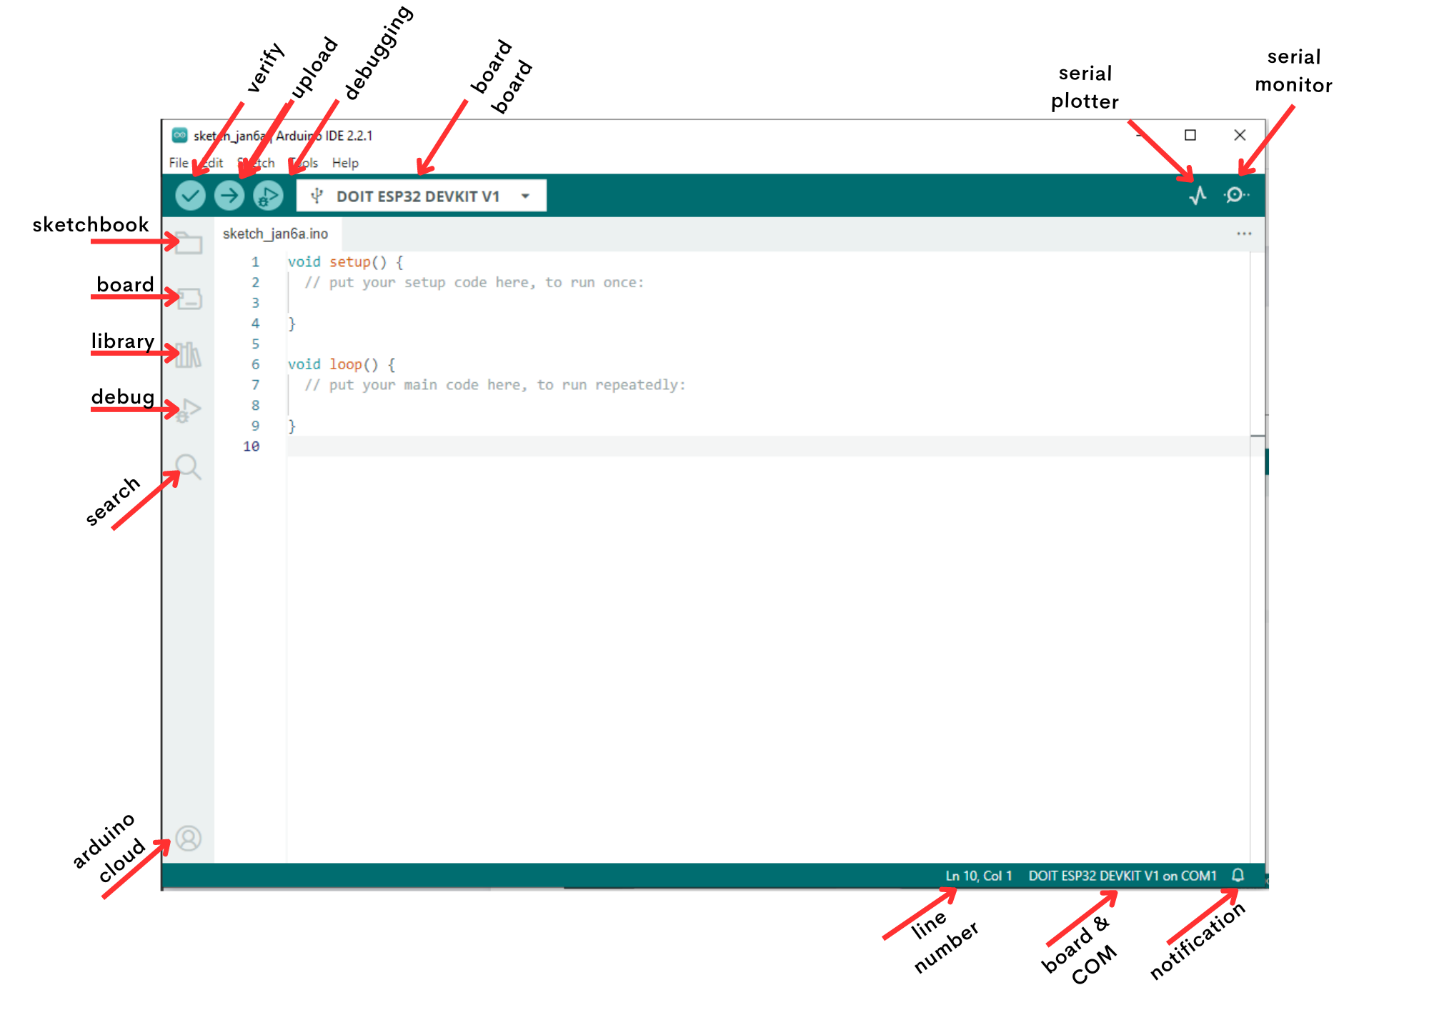 verify
upload
debugging
board
board
serial
plotter
serial
monitor
sketch_jan6a | Arduino IDE 2.2.1
File Edit Sketch Tools Help
DOIT ESP32 DEVKIT V1
sketchbook
board
library
debug
search
arduino
cloud
sketch_jan6a.ino
...
1 void setup() {
2 // put your setup code here, to run once:
3
4 }
5
6 void loop() {
7 // put your main code here, to run repeatedly:
8
9 }
10
Ln 10, Col 1 DOIT ESP32 DEVKIT V1 on COM1
line
number
board &
COM
notification